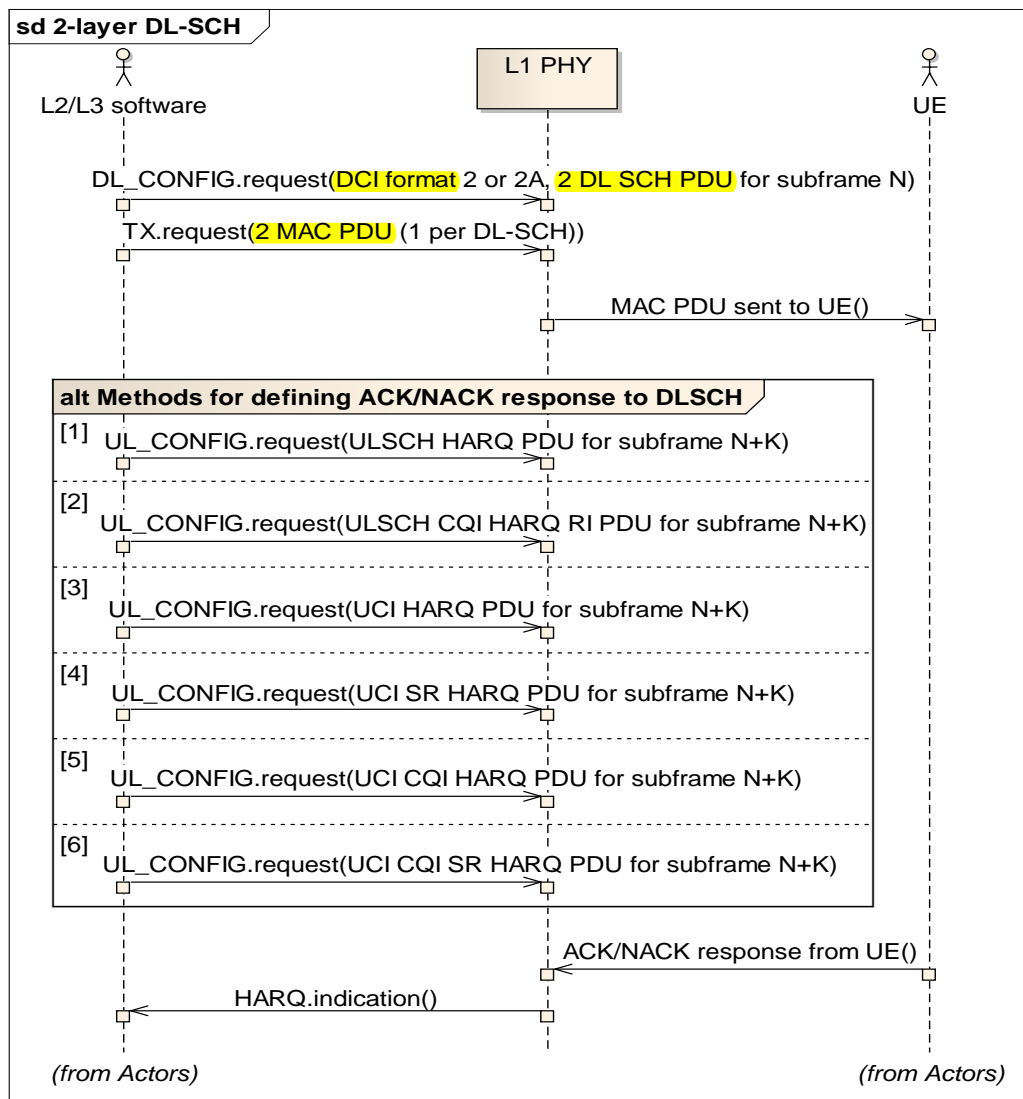 sd 2-layer DL-SCH
L2/L3 software
L1 PHY
UE
DL_CONFIG.request(DCI format 2 or 2A, 2 DL SCH PDU for subframe N)
TX.request(2 MAC PDU (1 per DL-SCH))
MAC PDU sent to UE()
alt Methods for defining ACK/NACK response to DLSCH
[1] UL_CONFIG.request(ULSCH HARQ PDU for subframe N+K)
[2] UL_CONFIG.request(ULSCH CQI HARQ RI PDU for subframe N+K)
[3] UL_CONFIG.request(UCI HARQ PDU for subframe N+K)
[4] UL_CONFIG.request(UCI SR HARQ PDU for subframe N+K)
[5] UL_CONFIG.request(UCI CQI HARQ PDU for subframe N+K)
[6] UL_CONFIG.request(UCI CQI SR HARQ PDU for subframe N+K)
ACK/NACK response from UE()
HARQ.indication()
(from Actors)
(from Actors)